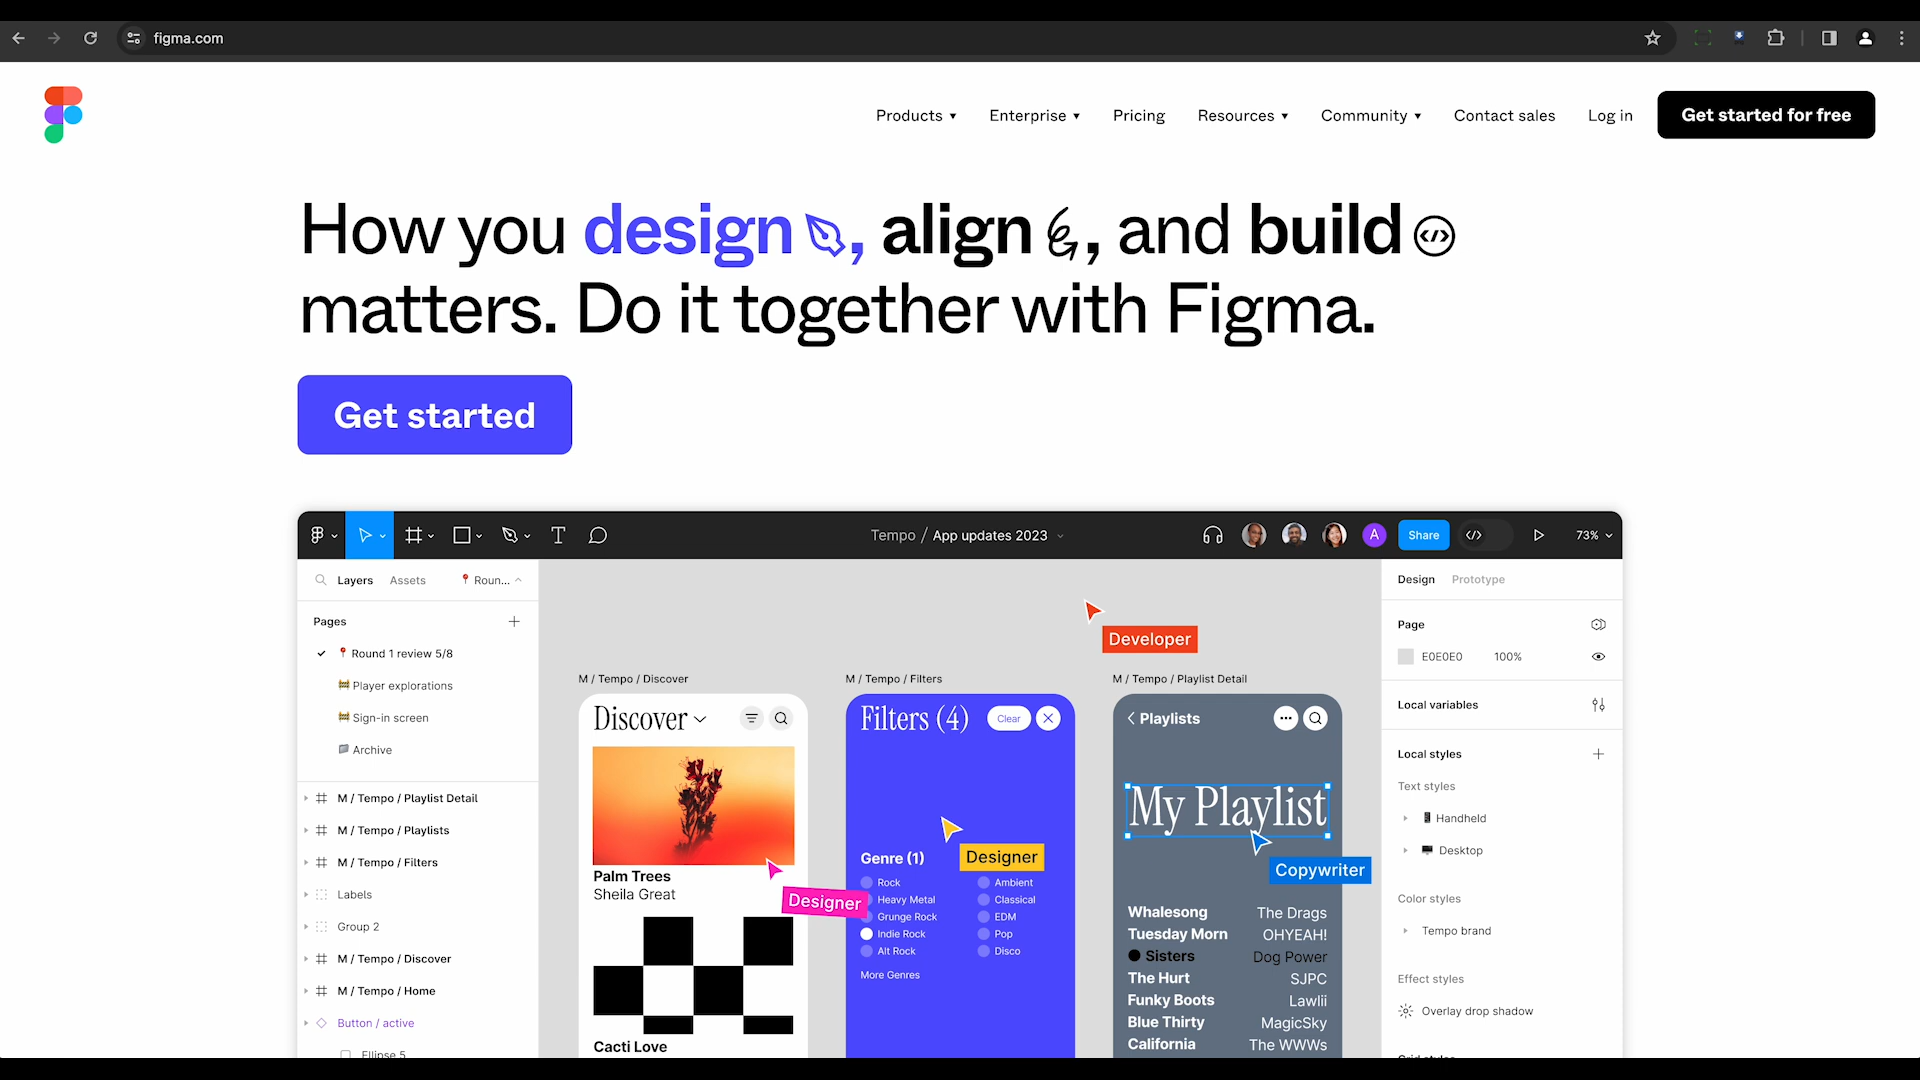 figma.com
Products
Enterprise
Pricing
Resources
Community
Contact sales
Log in
Get started for free
How you design, align, and build
matters. Do it together with Figma.
Get started
Tempo / App updates 2023
A
Share
73%
Layers
Assets
Roun...
Pages
Round 1 review 5/8
Player explorations
Sign-in screen
Archive
M / Tempo / Playlist Detail
M / Tempo / Playlists
M / Tempo / Filters
Labels
Group 2
M / Tempo / Discover
M / Tempo / Home
Button / active
Ellipse 5
M / Tempo / Discover
Discover
Palm Trees
Sheila Great
Designer
Cacti Love
M / Tempo / Filters
Filters (4)
Clear
Designer
Genre (1)
Rock
Heavy Metal
Grunge Rock
Indie Rock
Alt Rock
Ambient
Classical
EDM
Pop
Disco
More Genres
Developer
M / Tempo / Playlist Detail
Playlists
My Playlist
Copywriter
Whalesong The Drags
Tuesday Morn OHYEAH!
Sisters Dog Power
The Hurt SJPC
Funky Boots Lawlii
Blue Thirty MagicSky
California The WWWs
Design
Prototype
Page
E0E0E0 100%
Local variables
Local styles
Text styles
Handheld
Desktop
Color styles
Tempo brand
Effect styles
Overlay drop shadow